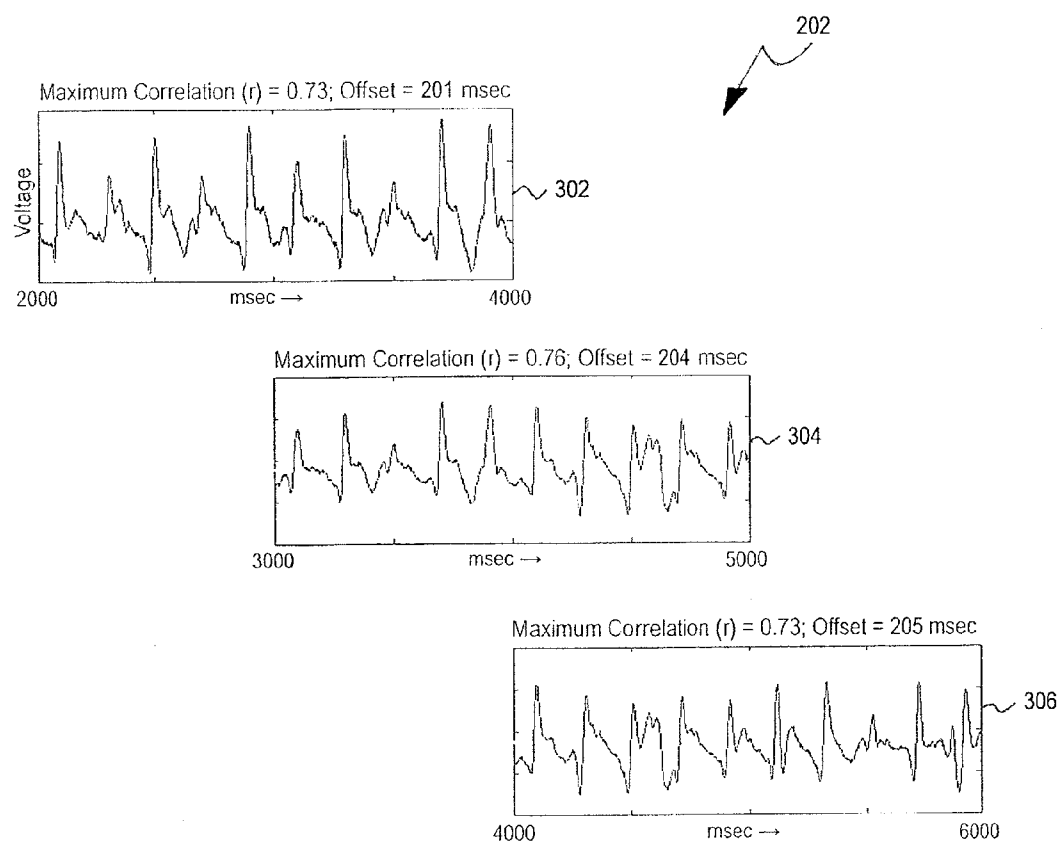 202
Maximum Correlation (r) = 0.73; Offset = 201 msec
Voltage
302
2000 msec → 4000
Maximum Correlation (r) = 0.76; Offset = 204 msec
304
3000 msec → 5000
Maximum Correlation (r) = 0.73; Offset = 205 msec
306
4000 msec → 6000